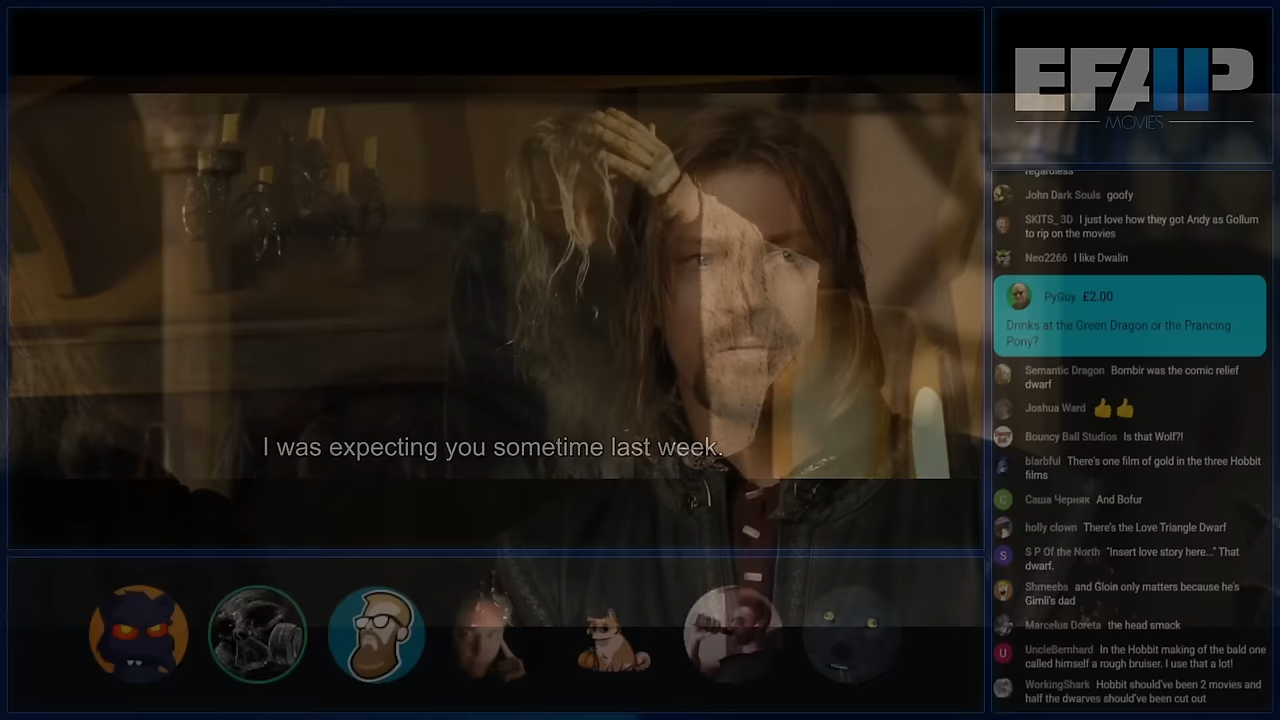 EFAP
MOVIES
regardless
John Dark Souls goofy
SKITS_ 3D I just love how they got Andy as Gollum
to rip on the movies
Neo2266 I like Dwalin
PyGuy £2.00
Drinks at the Green Dragon or the Prancing
Pony?
Semantic Dragon Bombir was the comic relief
dwarf
Joshua Ward 👍👍
Bouncy Ball Studios Is that Wolf?!
blarbful There's one film of gold in the three Hobbit
films
C Саша Черняк And Bofur
holly clown There's the Love Triangle Dwarf
S S P Of the North "Insert love story here..." That
dwarf.
Shmeebs and Gloin only matters because he's
Gimli's dad
Marcelus Doreta the head smack
U UncleBernhard In the Hobbit making of the bald one
called himself a rough bruiser. I use that a lot!
WorkingShark Hobbit should've been 2 movies and
half the dwarves should've been cut out
I was expecting you sometime last week.